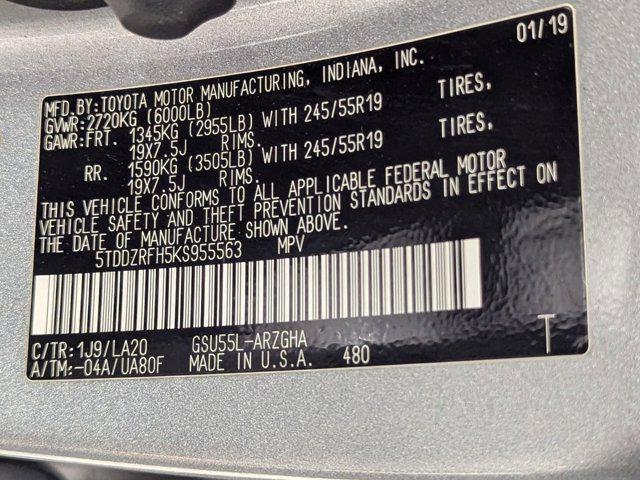 01/19
MFD.BY:TOYOTA MOTOR MANUFACTURING, INDIANA, INC.
GVWR:2720KG (6000LB)
GAWR:FRT. 1345KG (2955LB) WITH 245/55R19 TIRES,
19X7.5J RIMS.
RR. 1590KG (3505LB) WITH 245/55R19 TIRES,
19X7.5J RIMS.
THIS VEHICLE CONFORMS TO ALL APPLICABLE FEDERAL MOTOR
VEHICLE SAFETY AND THEFT PREVENTION STANDARDS IN EFFECT ON
THE DATE OF MANUFACTURE SHOWN ABOVE.
5TDDZRFH5KS955563 MPV
C/TR:1J9/LA20 GSU55L-ARZGHA T
A/TM:-04A/UA80F MADE IN U.S.A. 480